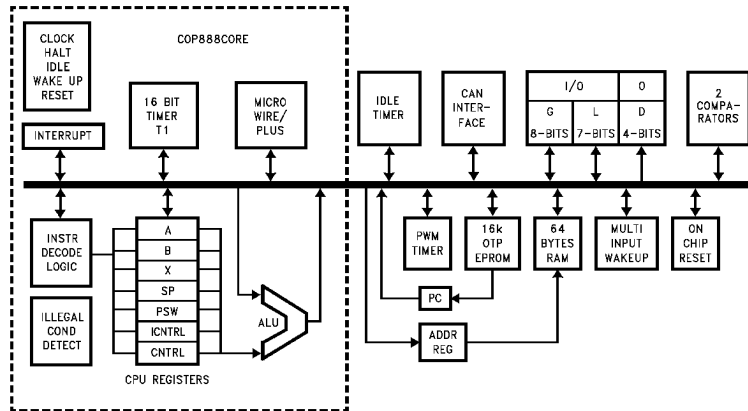 CLOCK
HALT
IDLE
WAKE UP
RESET
COP888CORE
INTERRUPT
16 BIT
TIMER
T1
MICRO
WIRE/
PLUS
IDLE
TIMER
CAN
INTER-
FACE
I/O
O
G
L
D
8-BITS
7-BITS
4-BITS
2
COMPA-
RATORS
INSTR
DECODE
LOGIC
ILLEGAL
COND
DETECT
A
B
X
SP
PSW
ICNTRL
CNTRL
CPU REGISTERS
ALU
PWM
TIMER
16k
OTP
EPROM
64
BYTES
RAM
MULTI
INPUT
WAKEUP
ON
CHIP
RESET
PC
ADDR
REG